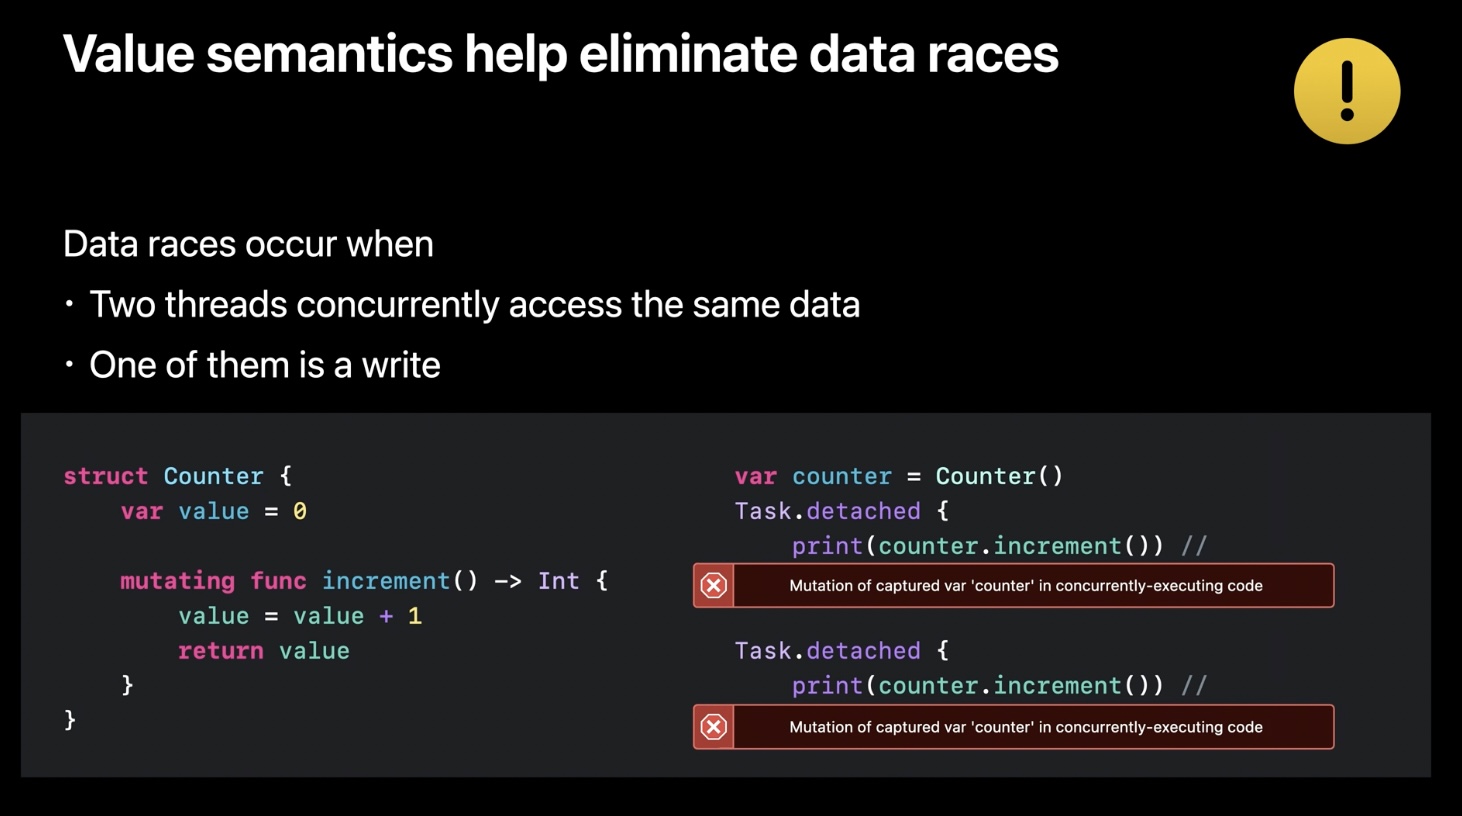 Value semantics help eliminate data races
!
Data races occur when
• Two threads concurrently access the same data
• One of them is a write
struct Counter {
    var value = 0

    mutating func increment() -> Int {
        value = value + 1
        return value
    }
}
var counter = Counter()
Task.detached {
    print(counter.increment()) //
Mutation of captured var 'counter' in concurrently-executing code
Task.detached {
    print(counter.increment()) //
Mutation of captured var 'counter' in concurrently-executing code